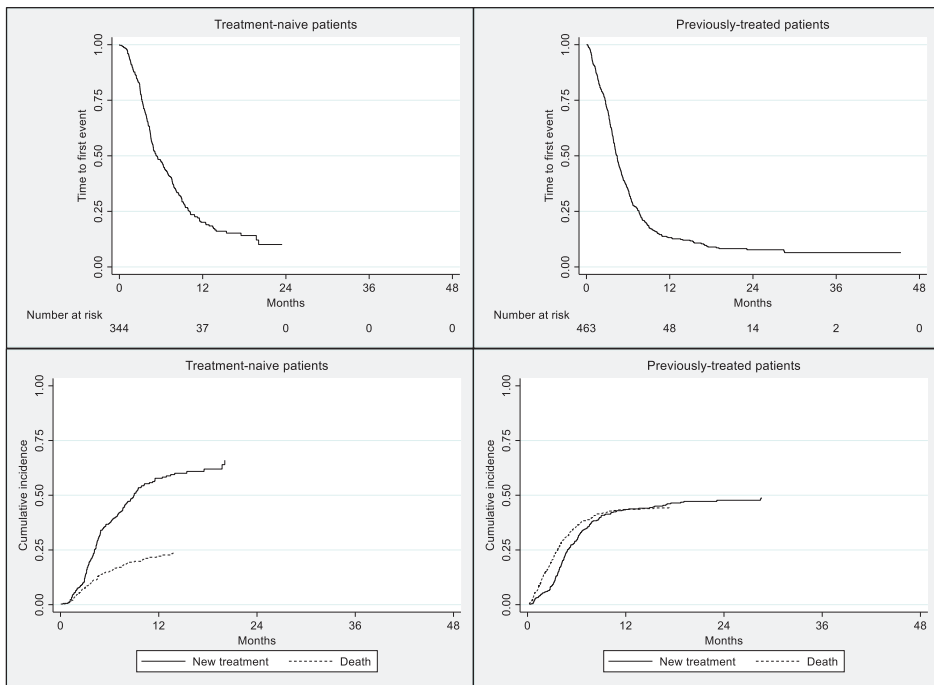 Treatment-naive patients
Time to first event
1.00
0.75
0.50
0.25
0.00
0 12 24 36 48
Months
Number at risk
344 37 0 0 0
Previously-treated patients
Time to first event
1.00
0.75
0.50
0.25
0.00
0 12 24 36 48
Months
Number at risk
463 48 14 2 0
Treatment-naive patients
Cumulative incidence
1.00
0.75
0.50
0.25
0.00
0 12 24 36 48
Months
New treatment Death
Previously-treated patients
Cumulative incidence
1.00
0.75
0.50
0.25
0.00
0 12 24 36 48
Months
New treatment Death